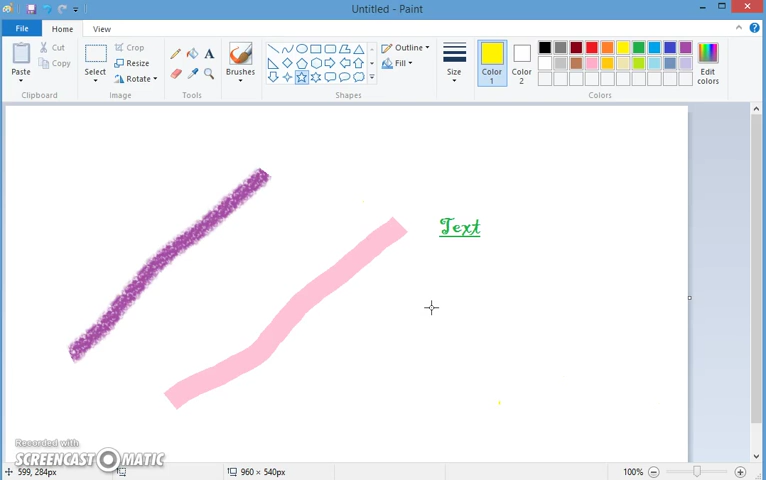 Untitled - Paint
File Home View
Paste
Cut
Copy
Clipboard
Select
Crop
Resize
Rotate
Image
Tools
Brushes
Shapes
Outline
Fill
Size
Color 1
Color 2
Edit colors
Colors
Text
Recorded with
SCREENCAST-O-MATIC
599, 284px
960 × 540px
100%